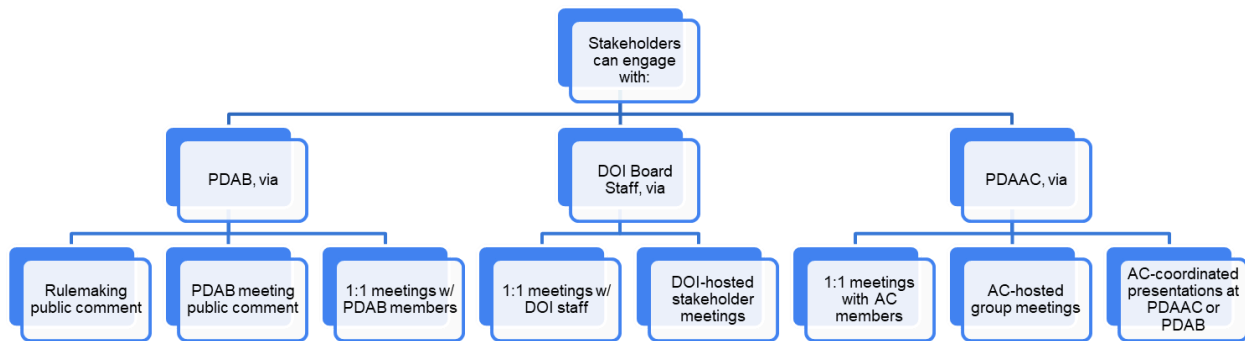 Stakeholders
can engage
with:
PDAB, via
DOI Board
Staff, via
PDAAC, via
Rulemaking
public comment
PDAB meeting
public comment
1:1 meetings w/
PDAB members
1:1 meetings w/
DOI staff
DOI-hosted
stakeholder
meetings
1:1 meetings
with AC
members
AC-hosted
group meetings
AC-coordinated
presentations at
PDAAC or
PDAB